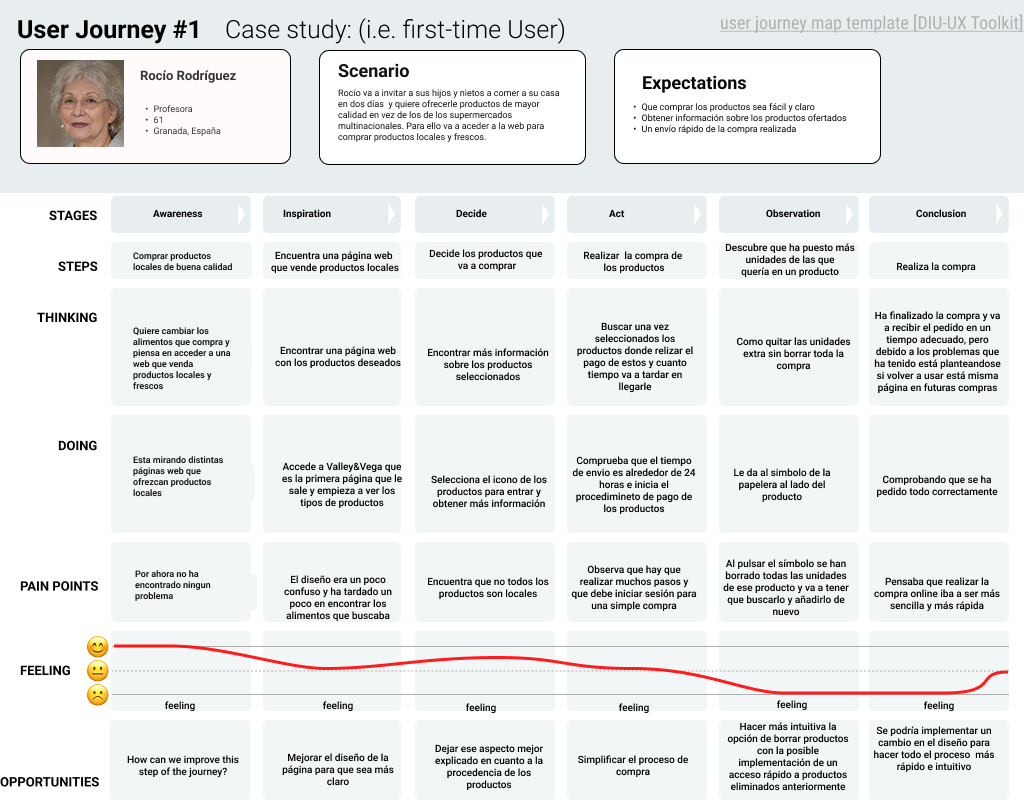 User Journey #1 Case study: (i.e. first-time User)
user journey map template [DIU-UX Toolkit]
Rocío Rodríguez
• Profesora
• 61
• Granada, España
Scenario
Rocío va a invitar a sus hijos y nietos a comer a su casa
en dos días y quiere ofrecerle productos de mayor
calidad en vez de los de los supermercados
multinacionales. Para ello va a aceder a la web para
comprar productos locales y frescos.
Expectations
• Que comprar los productos sea fácil y claro
• Obtener información sobre los productos ofertados
• Un envío rápido de la compra realizada
STAGES
Awareness
Inspiration
Decide
Act
Observation
Conclusion
STEPS
Comprar productos
locales de buena calidad
Encuentra una página web
que vende productos locales
Decide los productos que
va a comprar
Realizar la compra de
los productos
Descubre que ha puesto más
unidades de las que
quería en un producto
Realiza la compra
THINKING
Quiere cambiar los
alimentos que compra y
piensa en acceder a una
web que venda
productos locales y
frescos
Encontrar una página web
con los productos deseados
Encontrar más información
sobre los productos
seleccionados
Buscar una vez
seleccionados los
productos donde relizar el
pago de estos y cuanto
tiempo va a tardar en
llegarle
Como quitar las unidades
extra sin borrar toda la
compra
Ha finalizado la compra y va
a recibir el pedido en un
tiempo adecuado, pero
debido a los problemas que
ha tenido está planteandose
si volver a usar está misma
página en futuras compras
DOING
Esta mirando distintas
páginas web que
ofrezcan productos
locales
Accede a Valley&Vega que
es la primera página que le
sale y empieza a ver los
tipos de productos
Selecciona el icono de los
productos para entrar y
obtener más información
Comprueba que el tiempo
de envío es alrededor de 24
horas e inicia el
procedimineto de pago de
los productos
Le da al simbolo de la
papelera al lado del
producto
Comprobando que se ha
pedido todo correctamente
PAIN POINTS
Por ahora no ha
encontrado ningun
problema
El diseño era un poco
confuso y ha tardado un
poco en encontrar los
alimentos que buscaba
Encuentra que no todos los
productos son locales
Observa que hay que
realizar muchos pasos y
que debe iniciar sesión para
una simple compra
Al pulsar el símbolo se han
borrado todas las unidades
de ese producto y va a tener
que buscarlo y añadirlo de
nuevo
Pensaba que realizar la
compra online iba a ser más
sencilla y más rápida
FEELING
feeling
feeling
feeling
feeling
feeling
feeling
OPPORTUNITIES
How can we improve this
step of the journey?
Mejorar el diseño de la
página para que sea más
claro
Dejar ese aspecto mejor
explicado en cuanto a la
procedencia de los
productos
Simplificar el proceso de
compra
Hacer más intuitiva la
opción de borrar productos
con la posible
implementación de un
acceso rápido a productos
eliminados anteriormente
Se podría implementar un
cambio en el diseño para
hacer todo el proceso más
rápido e intuitivo